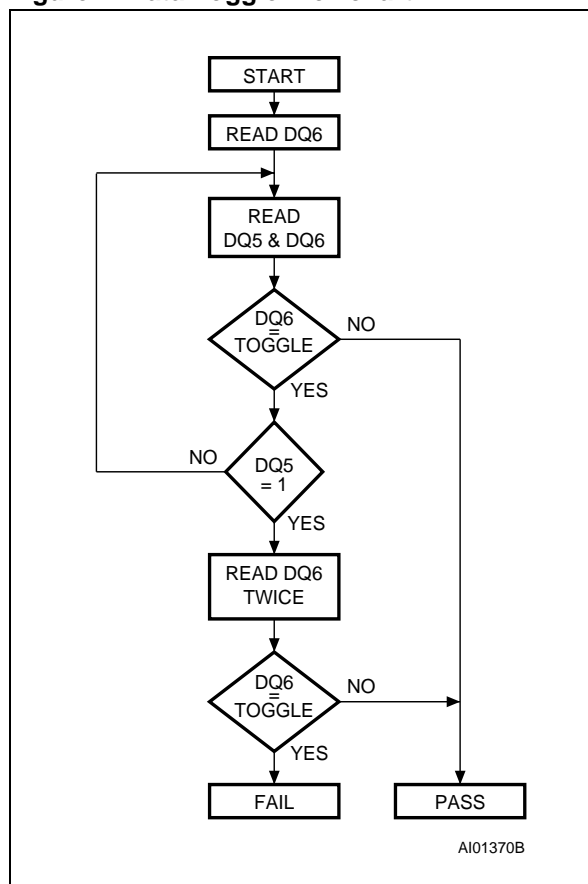 START
READ DQ6
READ
DQ5 & DQ6
DQ6
=
TOGGLE
NO
YES
NO
DQ5
= 1
YES
READ DQ6
TWICE
DQ6
=
TOGGLE
NO
YES
FAIL
PASS
AI01370B